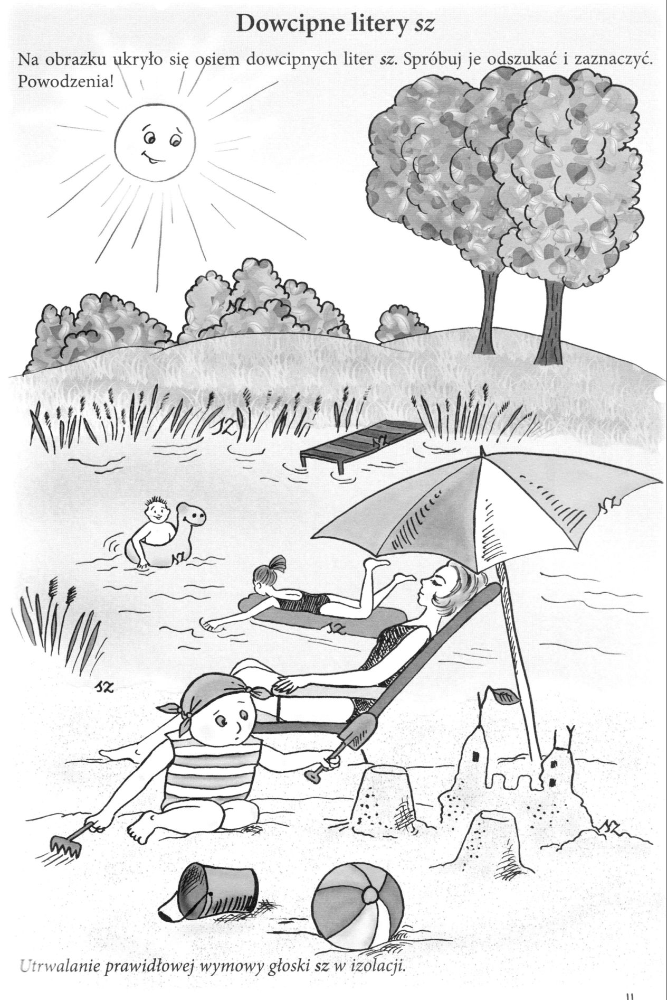 Dowcipne litery sz
Na obrazku ukryło się osiem dowcipnych liter sz. Spróbuj je odszukać i zaznaczyć.
Powodzenia!
sz
sz
sz
sz
sz
sz
sz
sz
Utrwalanie prawidłowej wymowy głoski sz w izolacji.
11